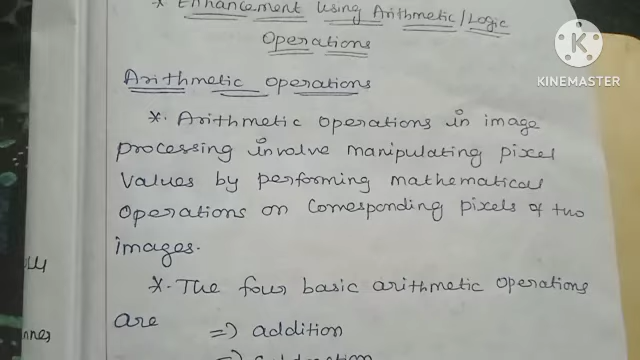 * Enhancement Using Arithmetic/Logic
Operations
Arithmetic operations
*. Arithmetic operations in image
processing involve manipulating pixel
values by performing mathematical
operations on corresponding pixels of two
images.
*. The four basic arithmetic operations
are
=) addition
=)
KINEMASTER